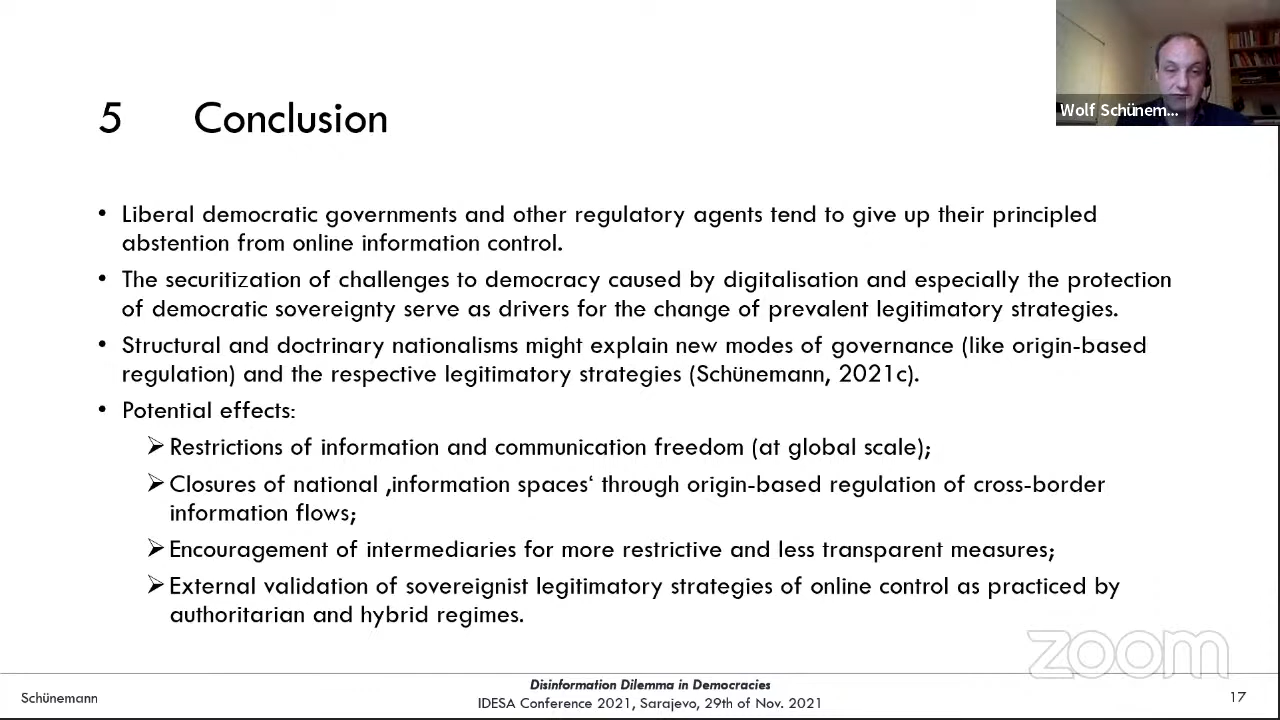 Wolf Schünem...
5 Conclusion
• Liberal democratic governments and other regulatory agents tend to give up their principled
abstention from online information control.
• The securitization of challenges to democracy caused by digitalisation and especially the protection
of democratic sovereignty serve as drivers for the change of prevalent legitimatory strategies.
• Structural and doctrinary nationalisms might explain new modes of governance (like origin-based
regulation) and the respective legitimatory strategies (Schünemann, 2021c).
• Potential effects:
➢ Restrictions of information and communication freedom (at global scale);
➢ Closures of national ‚information spaces‘ through origin-based regulation of cross-border
information flows;
➢ Encouragement of intermediaries for more restrictive and less transparent measures;
➢ External validation of sovereignist legitimatory strategies of online control as practiced by
authoritarian and hybrid regimes.
zoom
Schünemann
Disinformation Dilemma in Democracies
IDESA Conference 2021, Sarajevo, 29th of Nov. 2021
17